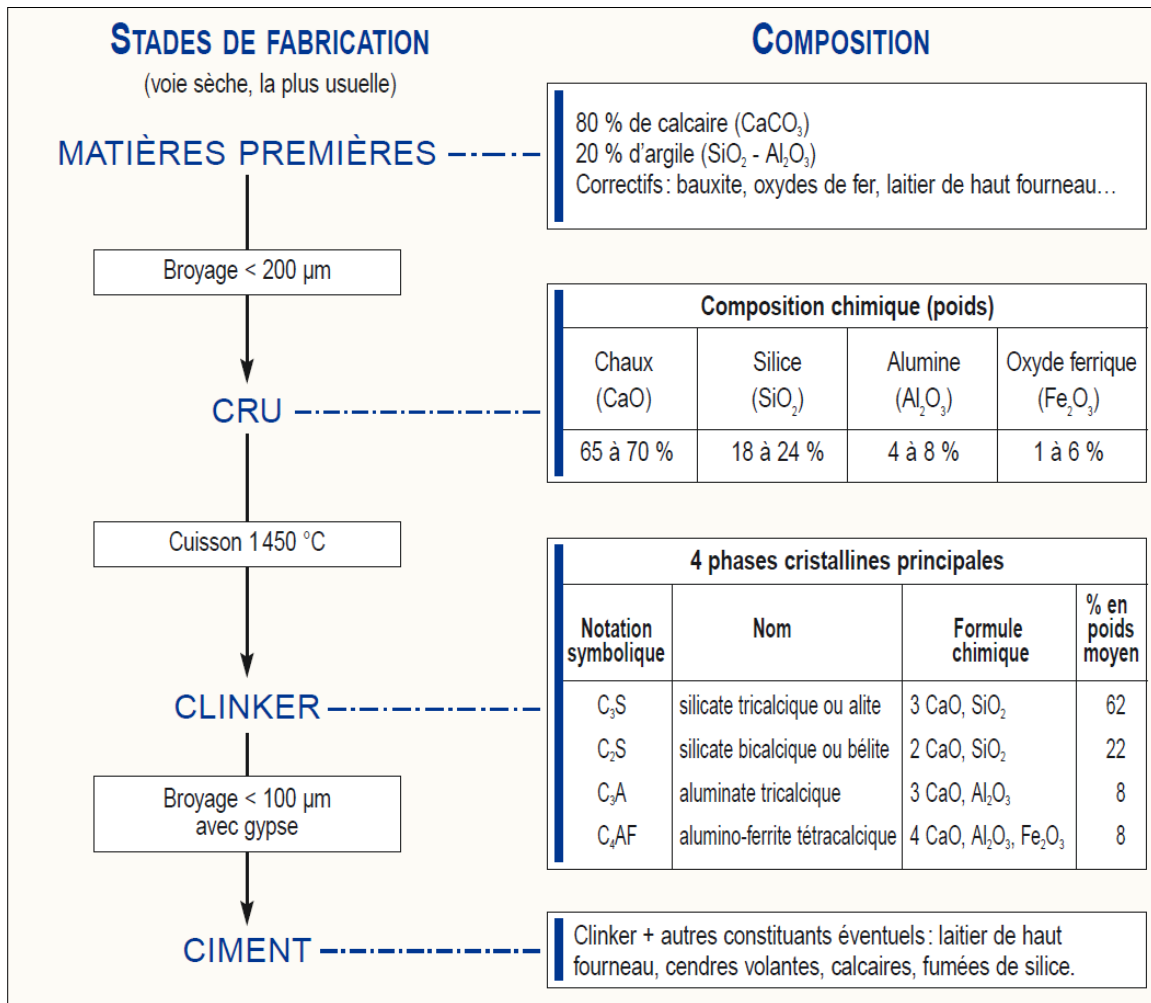 STADES DE FABRICATION
(voie sèche, la plus usuelle)
COMPOSITION
MATIÈRES PREMIÈRES
80 % de calcaire (CaCO₃)
20 % d'argile (SiO₂ - Al₂O₃)
Correctifs : bauxite, oxydes de fer, laitier de haut fourneau…
Broyage < 200 µm
CRU
Composition chimique (poids)
Chaux Silice Alumine Oxyde ferrique
(CaO) (SiO₂) (Al₂O₃) (Fe₂O₃)
65 à 70 % 18 à 24 % 4 à 8 % 1 à 6 %
Cuisson 1450 °C
CLINKER
4 phases cristallines principales
Notation symbolique Nom Formule chimique % en poids moyen
C₃S silicate tricalcique ou alite 3 CaO, SiO₂ 62
C₂S silicate bicalcique ou bélite 2 CaO, SiO₂ 22
C₃A aluminate tricalcique 3 CaO, Al₂O₃ 8
C₄AF alumino-ferrite tétracalcique 4 CaO, Al₂O₃, Fe₂O₃ 8
Broyage < 100 µm
avec gypse
CIMENT
Clinker + autres constituants éventuels : laitier de haut
fourneau, cendres volantes, calcaires, fumées de silice.